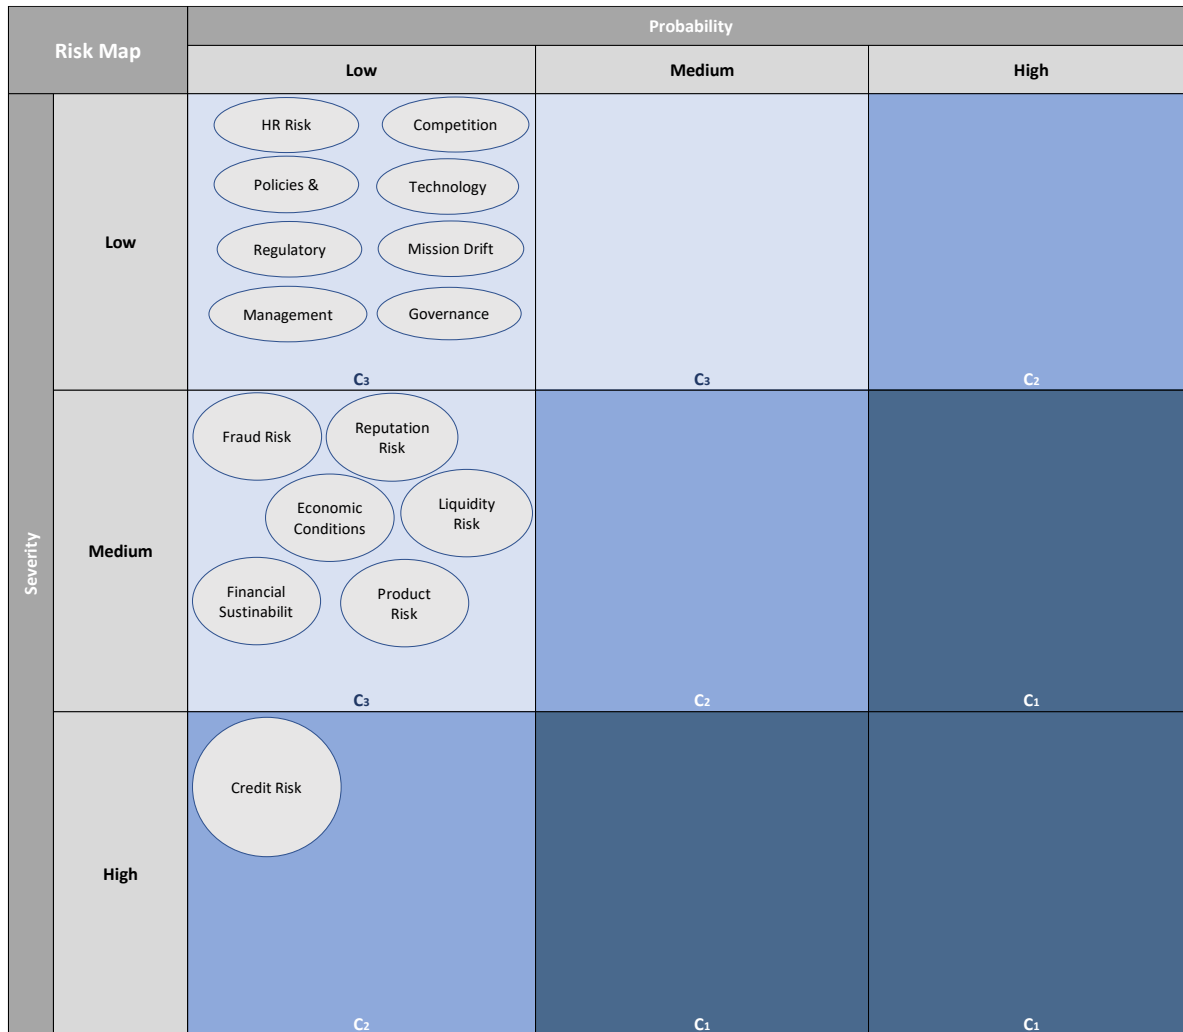 Risk Map
Probability
Low
Medium
High
Severity
Low
HR Risk
Competition
Policies &
Technology
Regulatory
Mission Drift
Management
Governance
C3
C3
C2
Medium
Fraud Risk
Reputation
Risk
Economic
Conditions
Liquidity
Risk
Financial
Sustinabilit
Product
Risk
C3
C2
C1
High
Credit Risk
C2
C1
C1